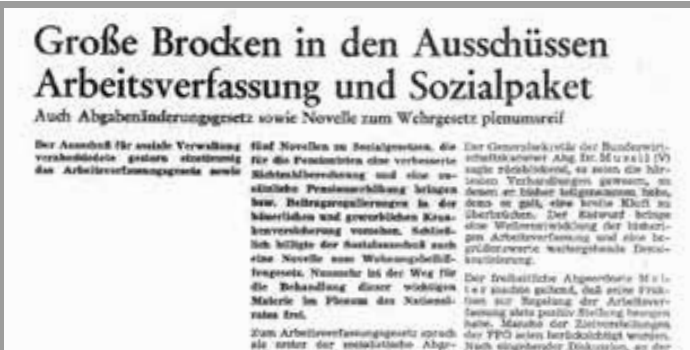 Große Brocken in den Ausschüssen
Arbeitsverfassung und Sozialpaket
Auch Abgabenänderungsgesetz sowie Novelle zum Wehrgesetz plenumsreif
Der Ausschuß für soziale Verwaltung
verabschiedete gestern einstimmig
das Arbeitsverfassungsgesetz sowie
fünf Novellen zu Sozialgesetzen, die
für die Pensionisten eine verbesserte
Richtzahlberechnung und eine zu-
sätzliche Pensionserhöhung bringen
bzw. Beitragsregulierungen in der
bäuerlichen und gewerblichen Kran-
kenversicherung vorsehen. Schließ-
lich billigte der Sozialausschuß auch
eine Novelle zum Wohnungsbeihil-
fengesetz. Nunmehr ist der Weg für
die Behandlung dieser wichtigen
Materie im Plenum des National-
rates frei.
Zum Arbeitsverfassungsgesetz sprach
als erster der sozialistische Abge-
Der Generalsekretär der Bundeswirt-
schaftskammer Abg. Dr. Mussil (V)
sagte rückblickend, es seien die här-
testen Verhandlungen gewesen, an
denen er bisher teilgenommen habe,
denn es galt, eine breite Kluft zu
überbrücken. Der Entwurf bringe
eine Weiterentwicklung der bisheri-
gen Arbeitsverfassung und eine be-
grüßenswerte weitergehende Demo-
kratisierung.
Der freiheitliche Abgeordnete Mel-
ter machte geltend, daß seine Frak-
tion zur Regelung der Arbeitsver-
fassung stets positiv Stellung bezogen
habe. Manche der Zielvorstellungen
der FPÖ seien berücksichtigt worden.
Nach eingehender Diskussion, an der